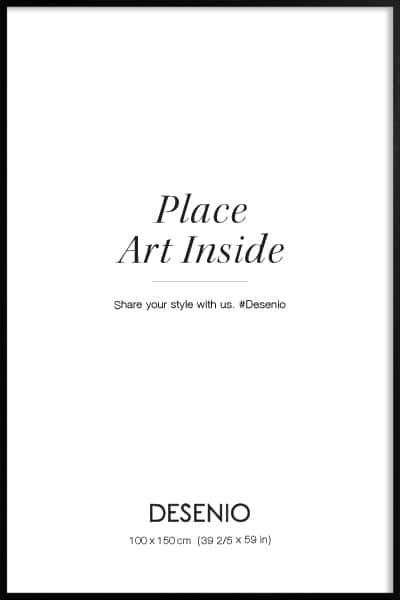 Place
Art Inside
Share your style with us. #Desenio
DESENIO
100 x 150 cm (39 2/5 x 59 in)